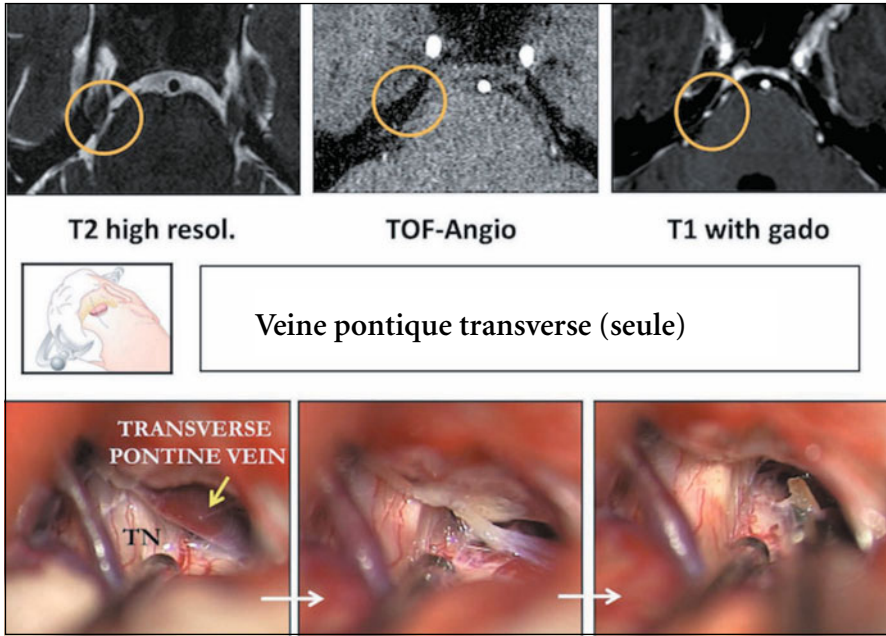 T2 high resol.
TOF-Angio
T1 with gado
Veine pontique transverse (seule)
TRANSVERSE
PONTINE VEIN
TN